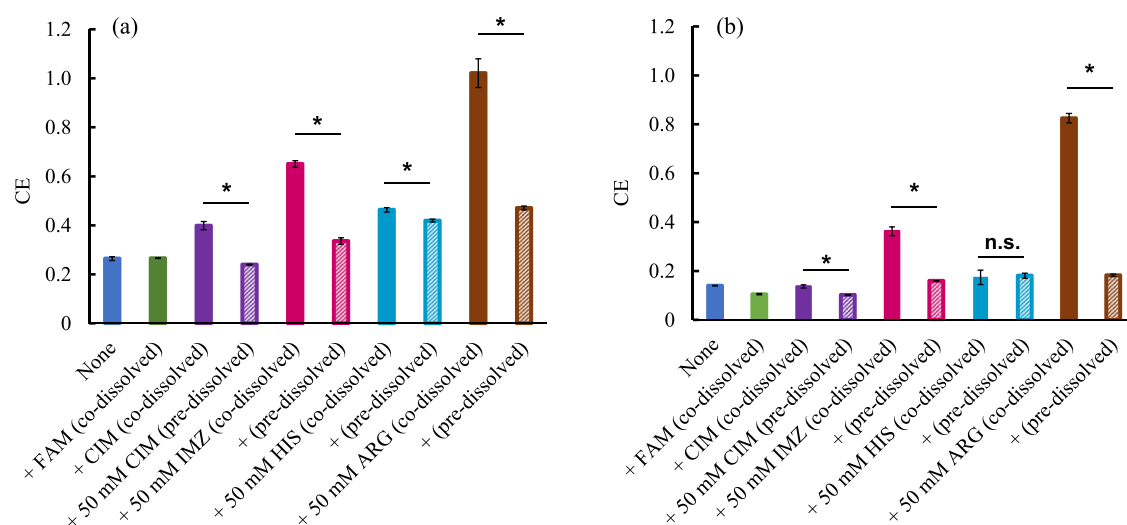 (a)
CE
1.2
1.0
0.8
0.6
0.4
0.2
0
*
*
*
*
None
+ FAM (co-dissolved)
+ CIM (co-dissolved)
+ 50 mM CIM (pre-dissolved)
+ 50 mM IMZ (co-dissolved)
+ (pre-dissolved)
+ 50 mM HIS (co-dissolved)
+ (pre-dissolved)
+ 50 mM ARG (co-dissolved)
+ (pre-dissolved)
(b)
CE
1.2
1.0
0.8
0.6
0.4
0.2
0
*
*
n.s.
*
None
+ FAM (co-dissolved)
+ CIM (co-dissolved)
+ 50 mM CIM (pre-dissolved)
+ 50 mM IMZ (co-dissolved)
+ (pre-dissolved)
+ 50 mM HIS (co-dissolved)
+ (pre-dissolved)
+ 50 mM ARG (co-dissolved)
+ (pre-dissolved)